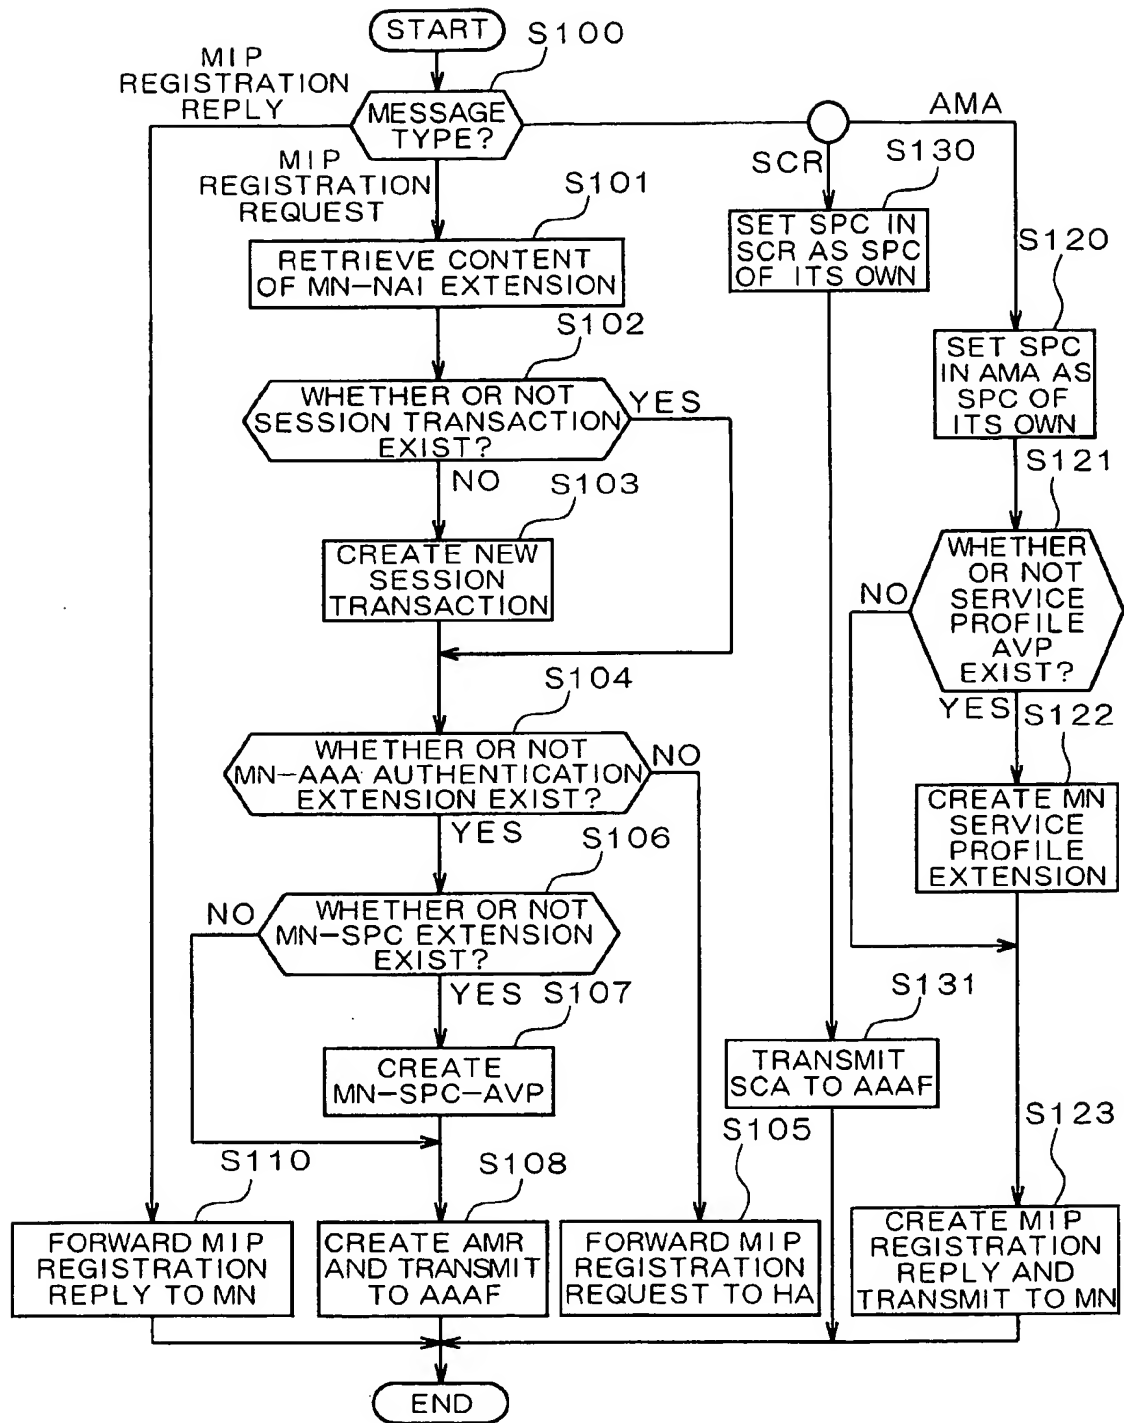 START
S100
MIP
REGISTRATION
REPLY
MESSAGE
TYPE?
AMA
SCR
S130
MIP
REGISTRATION
REQUEST
S101
SET SPC IN
SCR AS SPC
OF ITS OWN
S120
RETRIEVE CONTENT
OF MN-NAI EXTENSION
S102
SET SPC
IN AMA AS
SPC OF
ITS OWN
WHETHER OR NOT
SESSION TRANSACTION
EXIST?
YES
NO
S103
S121
CREATE NEW
SESSION
TRANSACTION
WHETHER
OR NOT
SERVICE
PROFILE
AVP
EXIST?
NO
YES
S122
S104
WHETHER OR NOT
MN-AAA AUTHENTICATION
EXTENSION EXIST?
NO
YES
CREATE MN
SERVICE
PROFILE
EXTENSION
S106
WHETHER OR NOT
MN-SPC EXTENSION
EXIST?
NO
YES
S107
CREATE
MN-SPC-AVP
S131
TRANSMIT
SCA TO AAAF
S110
S108
S105
S123
FORWARD MIP
REGISTRATION
REPLY TO MN
CREATE AMR
AND TRANSMIT
TO AAAF
FORWARD MIP
REGISTRATION
REQUEST TO HA
CREATE MIP
REGISTRATION
REPLY AND
TRANSMIT TO MN
END